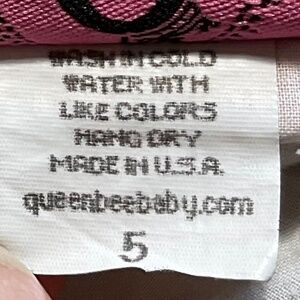 WASH IN COLD
WATER WITH
LIKE COLORS
HANG DRY
MADE IN U.S.A.
queenbeebaby.com
5